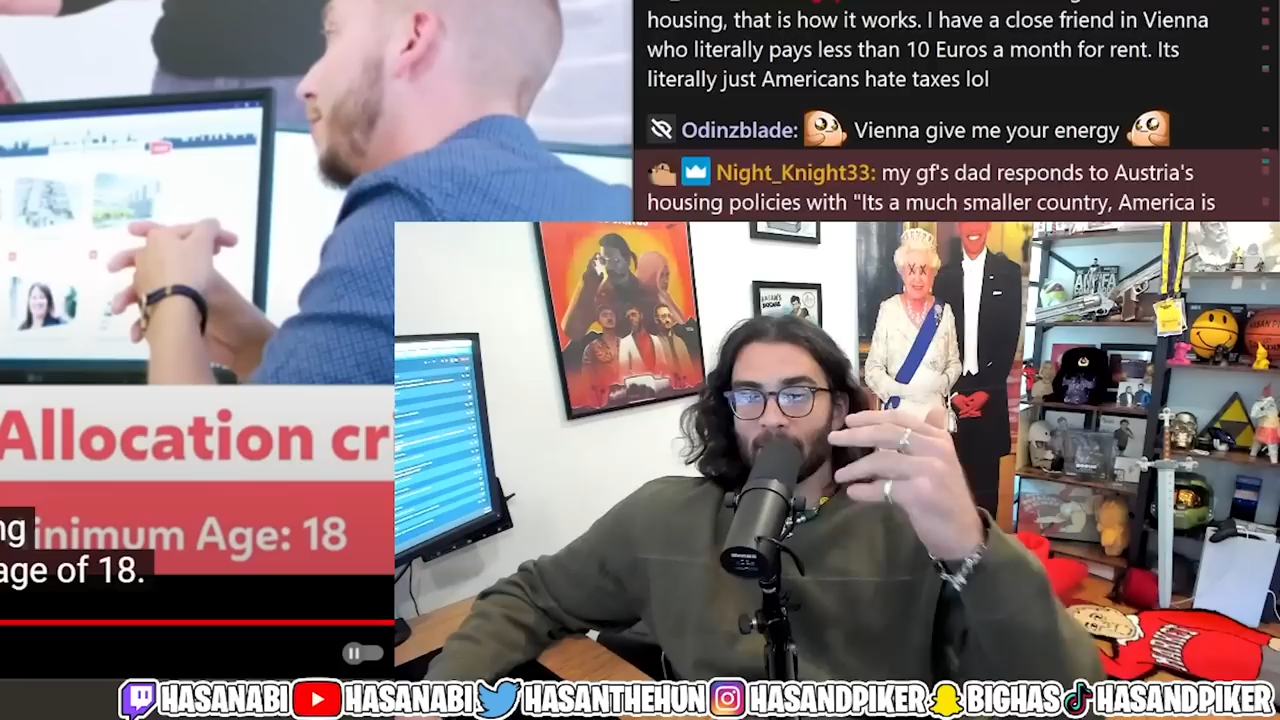 housing, that is how it works. I have a close friend in Vienna
who literally pays less than 10 Euros a month for rent. Its
literally just Americans hate taxes lol
Odinzblade: Vienna give me your energy
Night_Knight33: my gf's dad responds to Austria's
housing policies with "Its a much smaller country, America is
Allocation cr
inimum Age: 18
ng
age of 18.
HASANABI HASANABI HASANTHEHUN HASANDPIKER BIGHAS HASANDPIKER